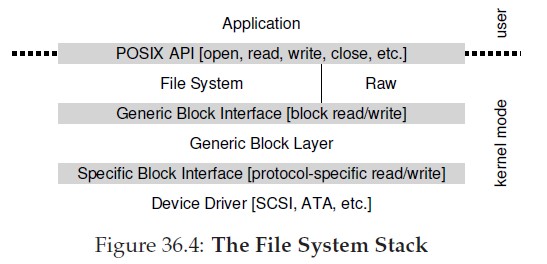 Application
user
POSIX API [open, read, write, close, etc.]
File System
Raw
Generic Block Interface [block read/write]
Generic Block Layer
kernel mode
Specific Block Interface [protocol-specific read/write]
Device Driver [SCSI, ATA, etc.]
Figure 36.4: The File System Stack